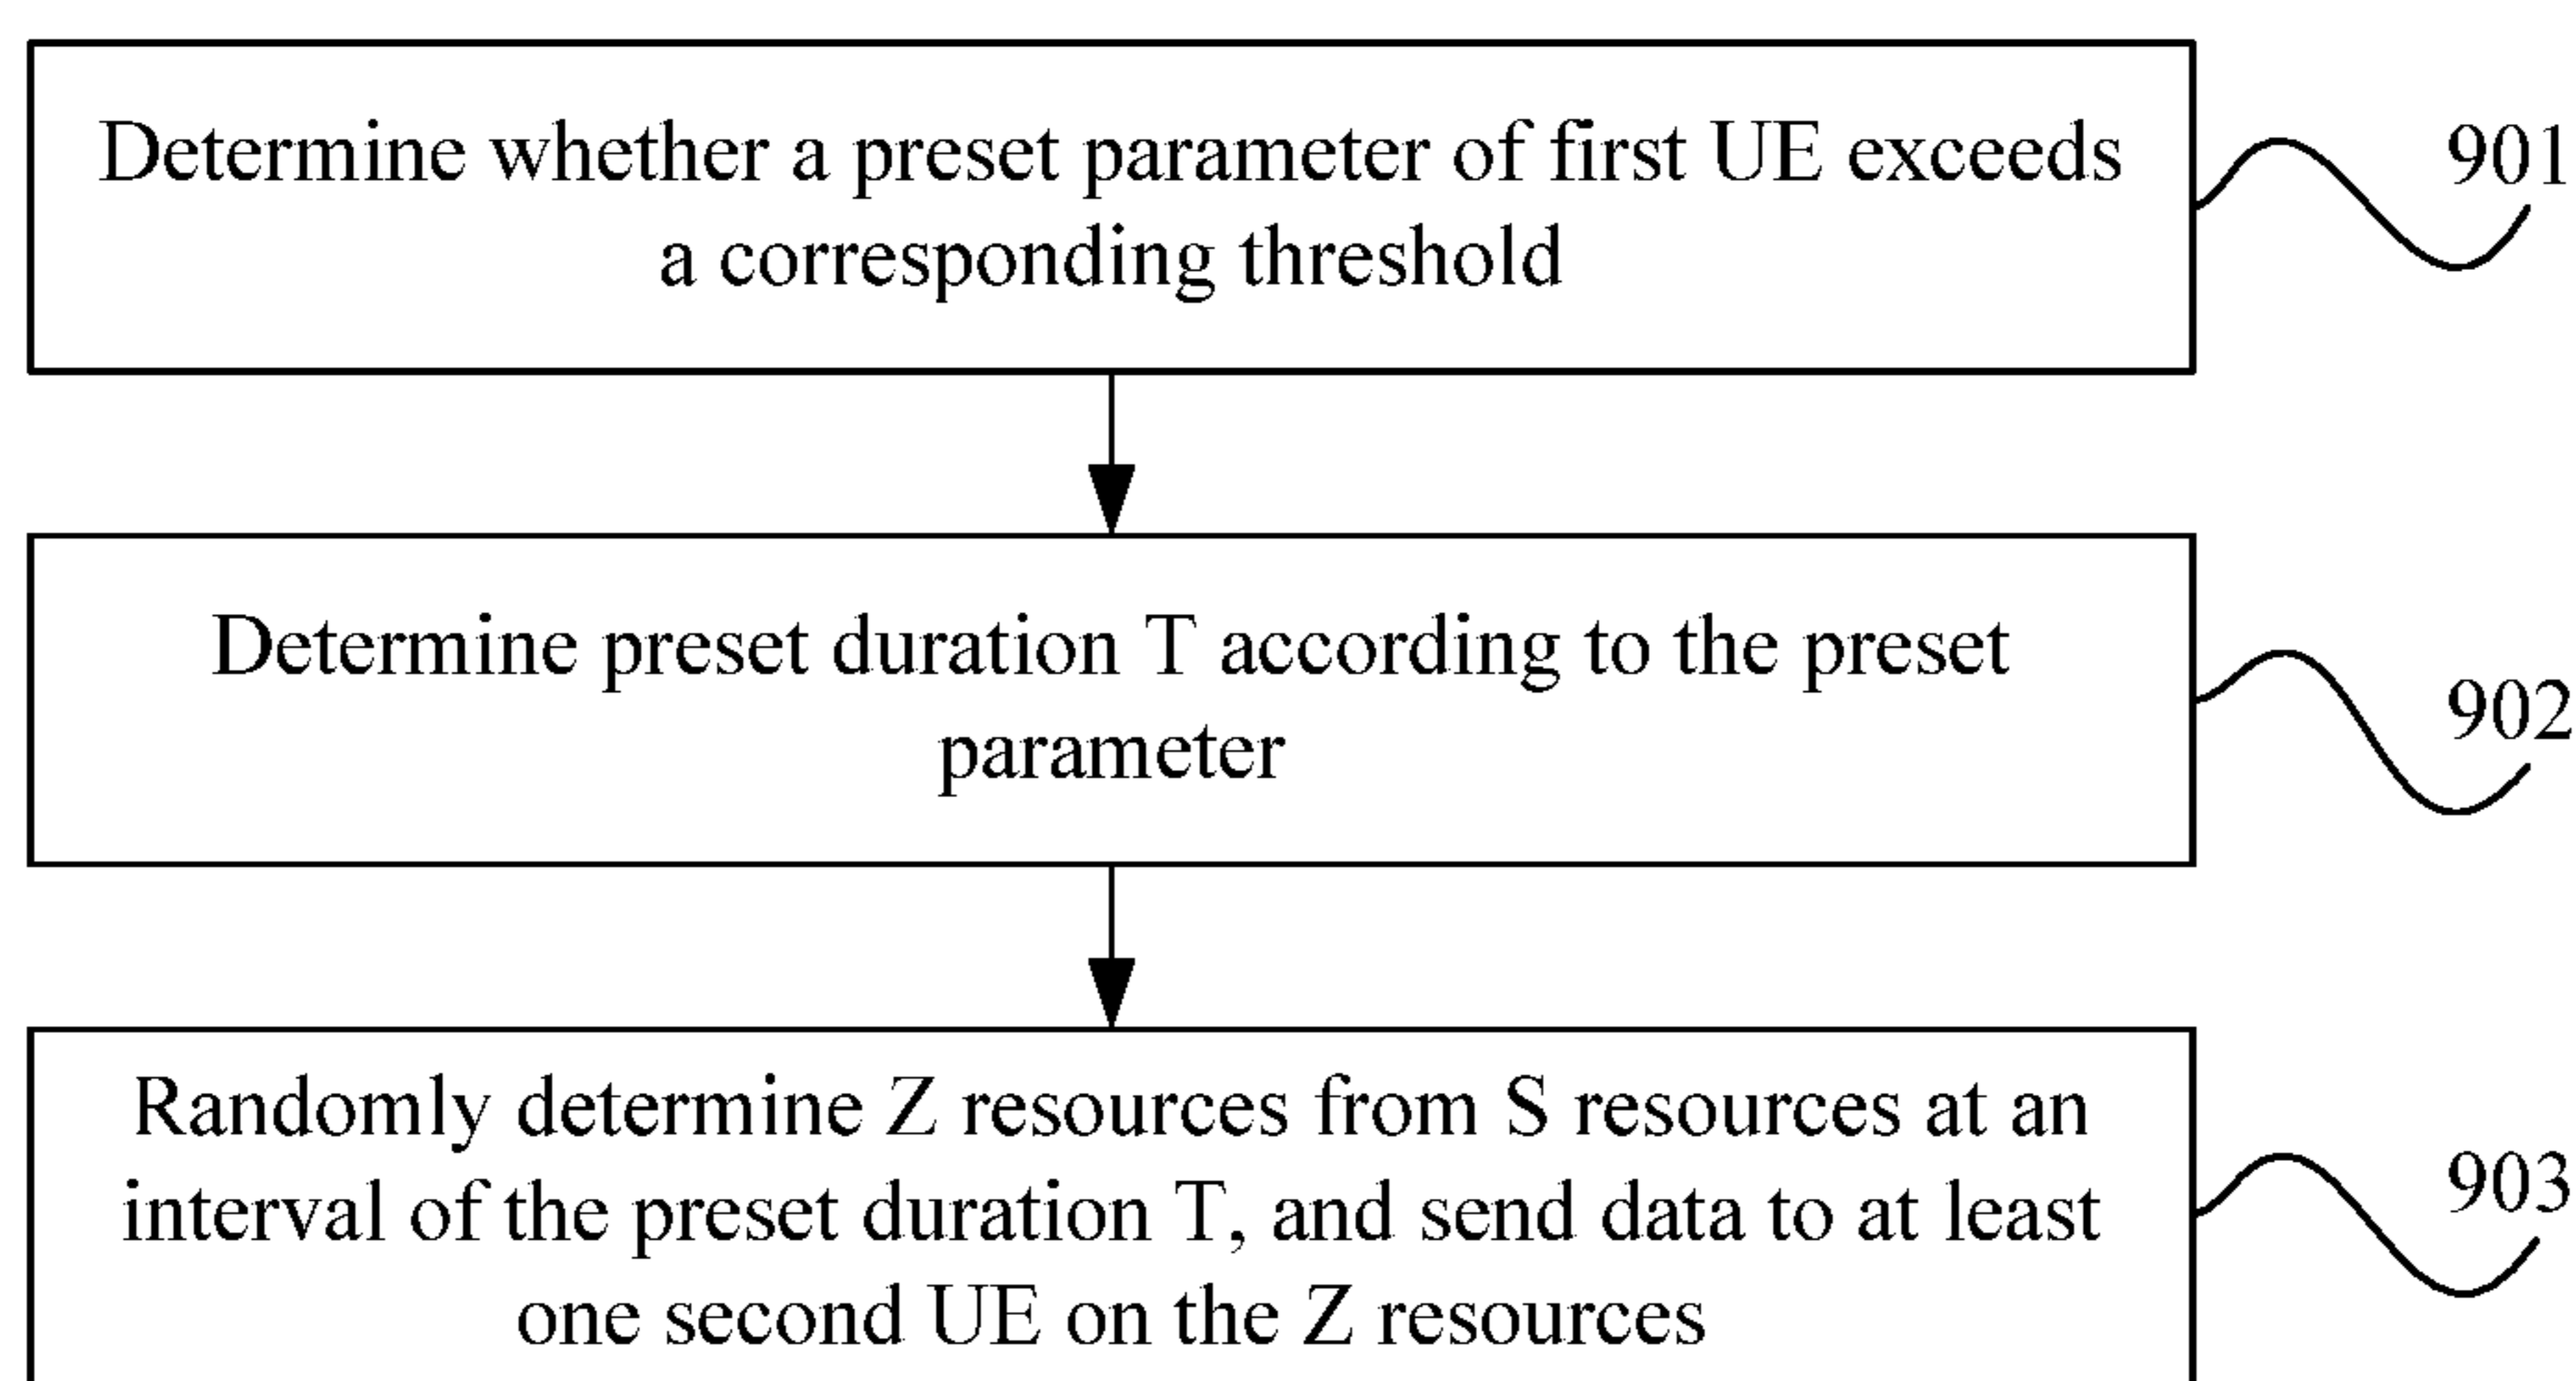 Determine whether a preset parameter of first UE exceeds
a corresponding threshold
901
Determine preset duration T according to the preset
parameter
902
Randomly determine Z resources from S resources at an
interval of the preset duration T, and send data to at least
one second UE on the Z resources
903